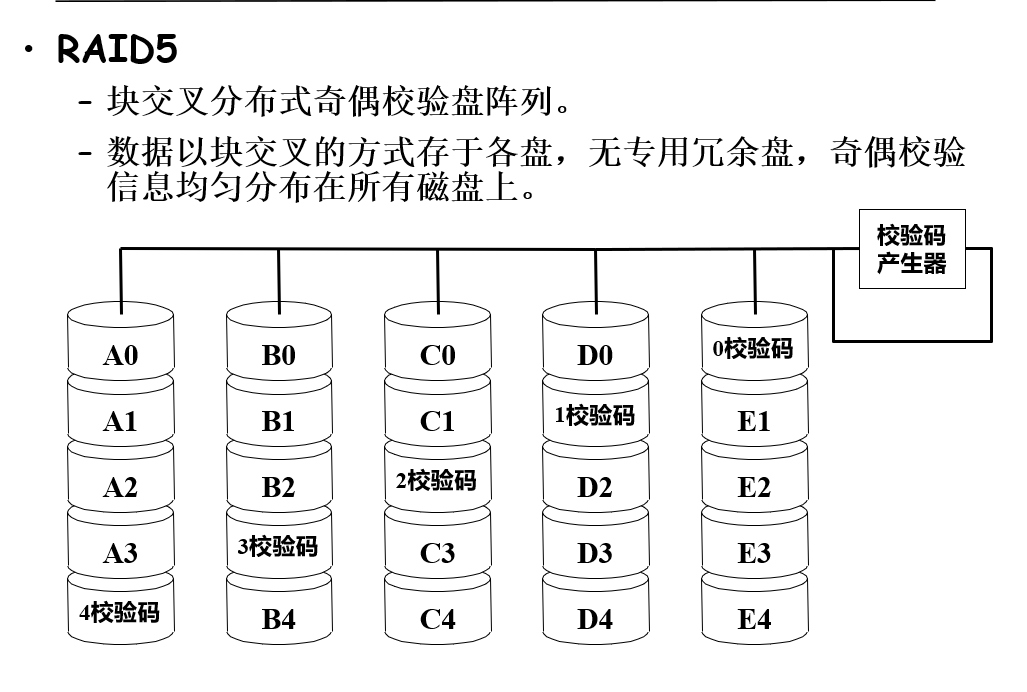 • RAID5
– 块交叉分布式奇偶校验盘阵列。
– 数据以块交叉的方式存于各盘，无专用冗余盘，奇偶校验
信息均匀分布在所有磁盘上。
校验码
产生器
A0 B0 C0 D0 0校验码
A1 B1 C1 1校验码 E1
A2 B2 2校验码 D2 E2
A3 3校验码 C3 D3 E3
4校验码 B4 C4 D4 E4